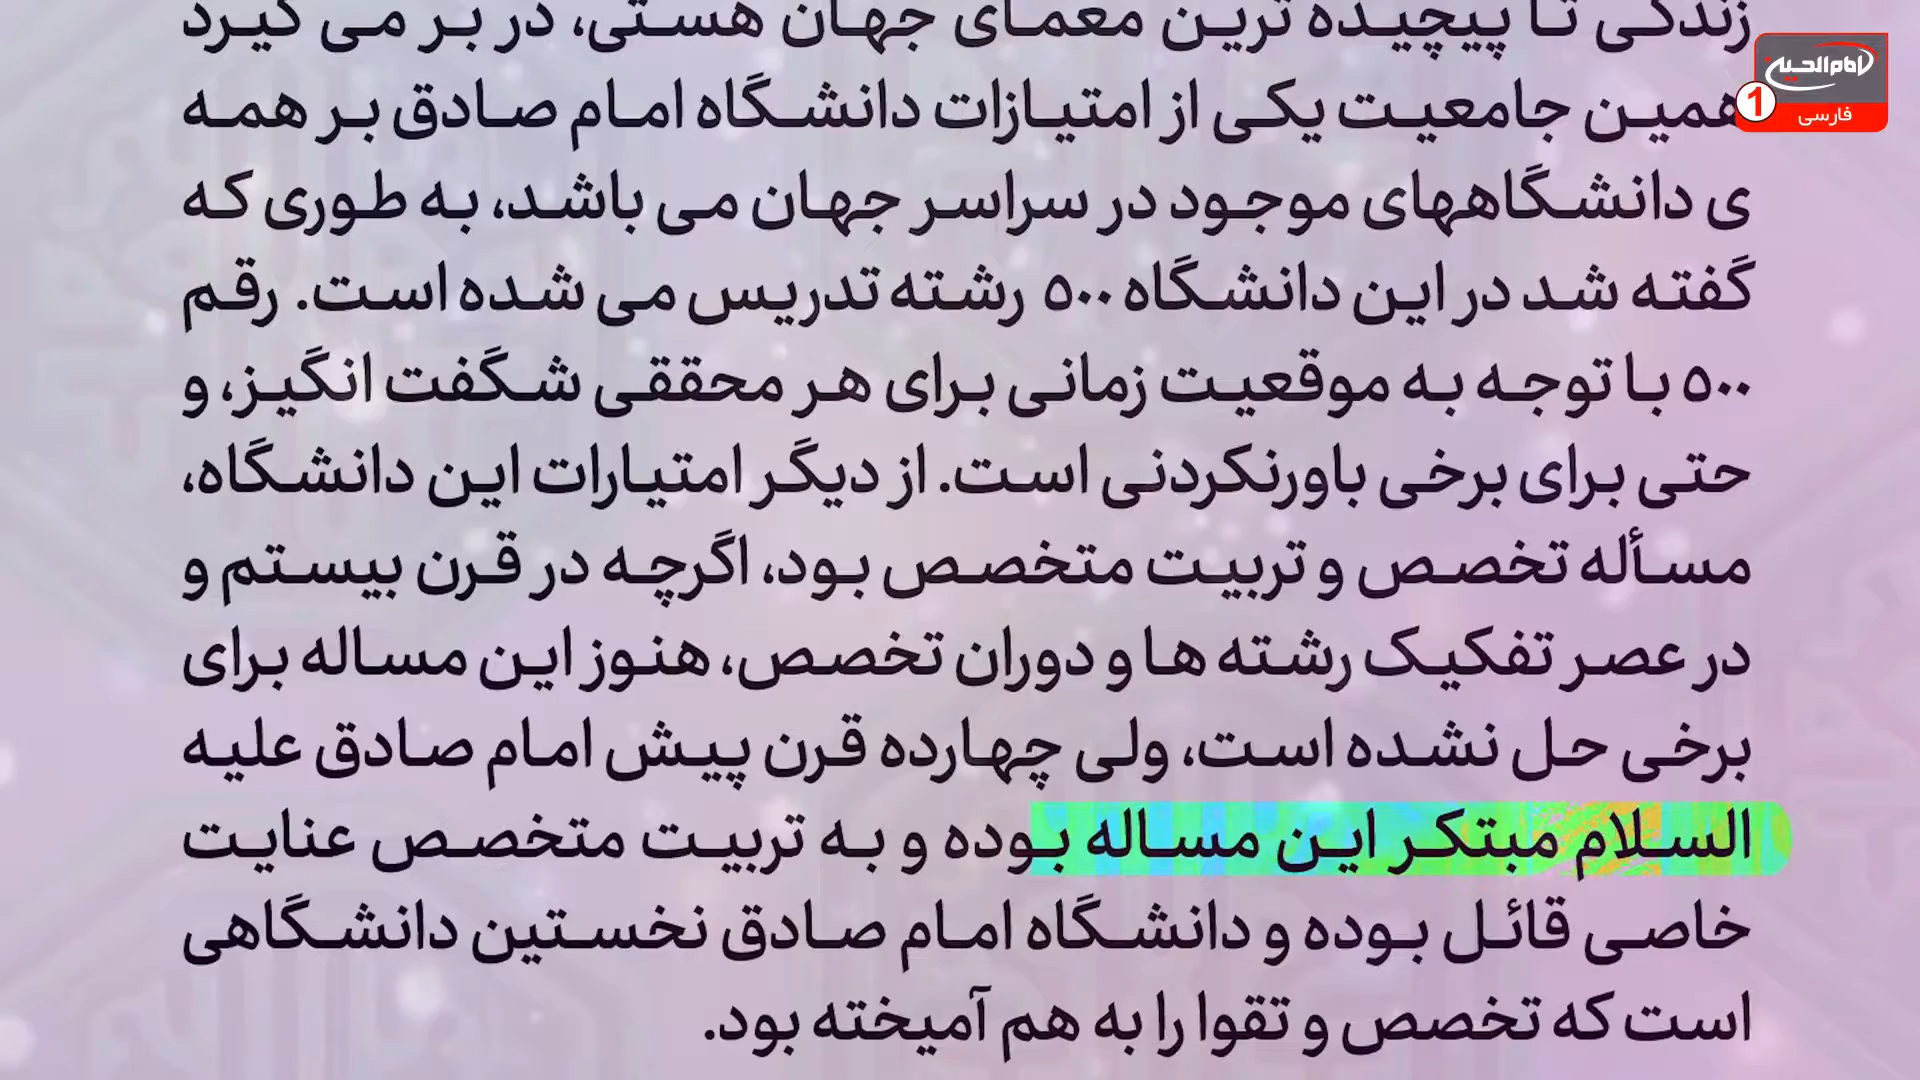 زندگی تا پیچیده ترین معمای جهان هستی، در بر می گیرد
همین جامعیت یکی از امتیازات دانشگاه امام صادق بر همه
ی دانشگاههای موجود در سراسر جهان می باشد، به طوری که
گفته شد در این دانشگاه ۵۰۰ رشته تدریس می شده است. رقم
۵۰۰ با توجه به موقعیت زمانی برای هر محققی شگفت انگیز، و
حتی برای برخی باورنکردنی است. از دیگر امتیارات این دانشگاه،
مسأله تخصص و تربیت متخصص بود، اگرچه در قرن بیستم و
در عصر تفکیک رشته ها و دوران تخصص، هنوز این مساله برای
برخی حل نشده است، ولی چهارده قرن پیش امام صادق علیه
السلام مبتکر این مساله بوده و به تربیت متخصص عنایت
خاصی قائل بوده و دانشگاه امام صادق نخستین دانشگاهی
است که تخصص و تقوا را به هم آمیخته بود.
امام الحسین
1
فارسی